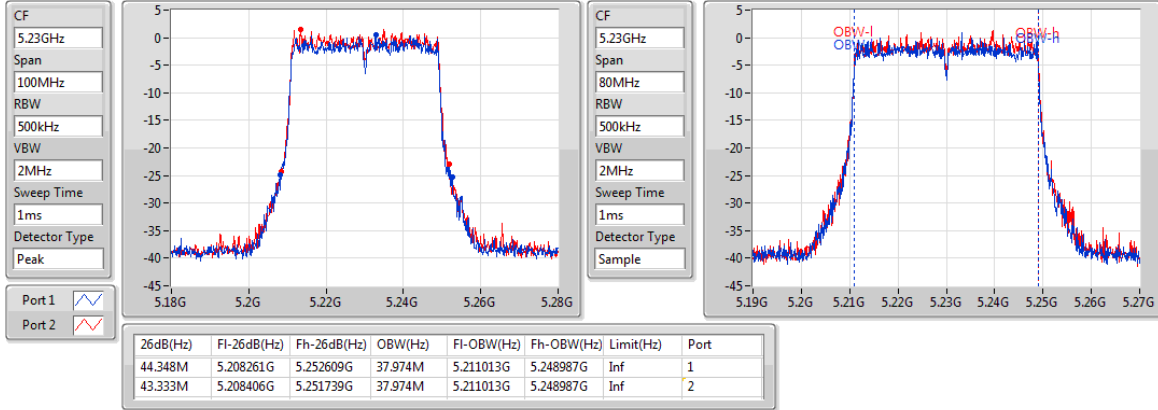 CF
5.23GHz
Span
100MHz
RBW
500kHz
VBW
2MHz
Sweep Time
1ms
Detector Type
Peak
Port 1
Port 2
5
0
-5
-10
-15
-20
-25
-30
-35
-40
-45
5.18G 5.2G 5.22G 5.24G 5.26G 5.28G
CF
5.23GHz
Span
80MHz
RBW
500kHz
VBW
2MHz
Sweep Time
1ms
Detector Type
Sample
5
0
-5
-10
-15
-20
-25
-30
-35
-40
-45
OBW-l
OBW-h
5.19G 5.2G 5.21G 5.22G 5.23G 5.24G 5.25G 5.26G 5.27G
26dB(Hz) Fl-26dB(Hz) Fh-26dB(Hz) OBW(Hz) Fl-OBW(Hz) Fh-OBW(Hz) Limit(Hz) Port
44.348M 5.208261G 5.252609G 37.974M 5.211013G 5.248987G Inf 1
43.333M 5.208406G 5.251739G 37.974M 5.211013G 5.248987G Inf 2